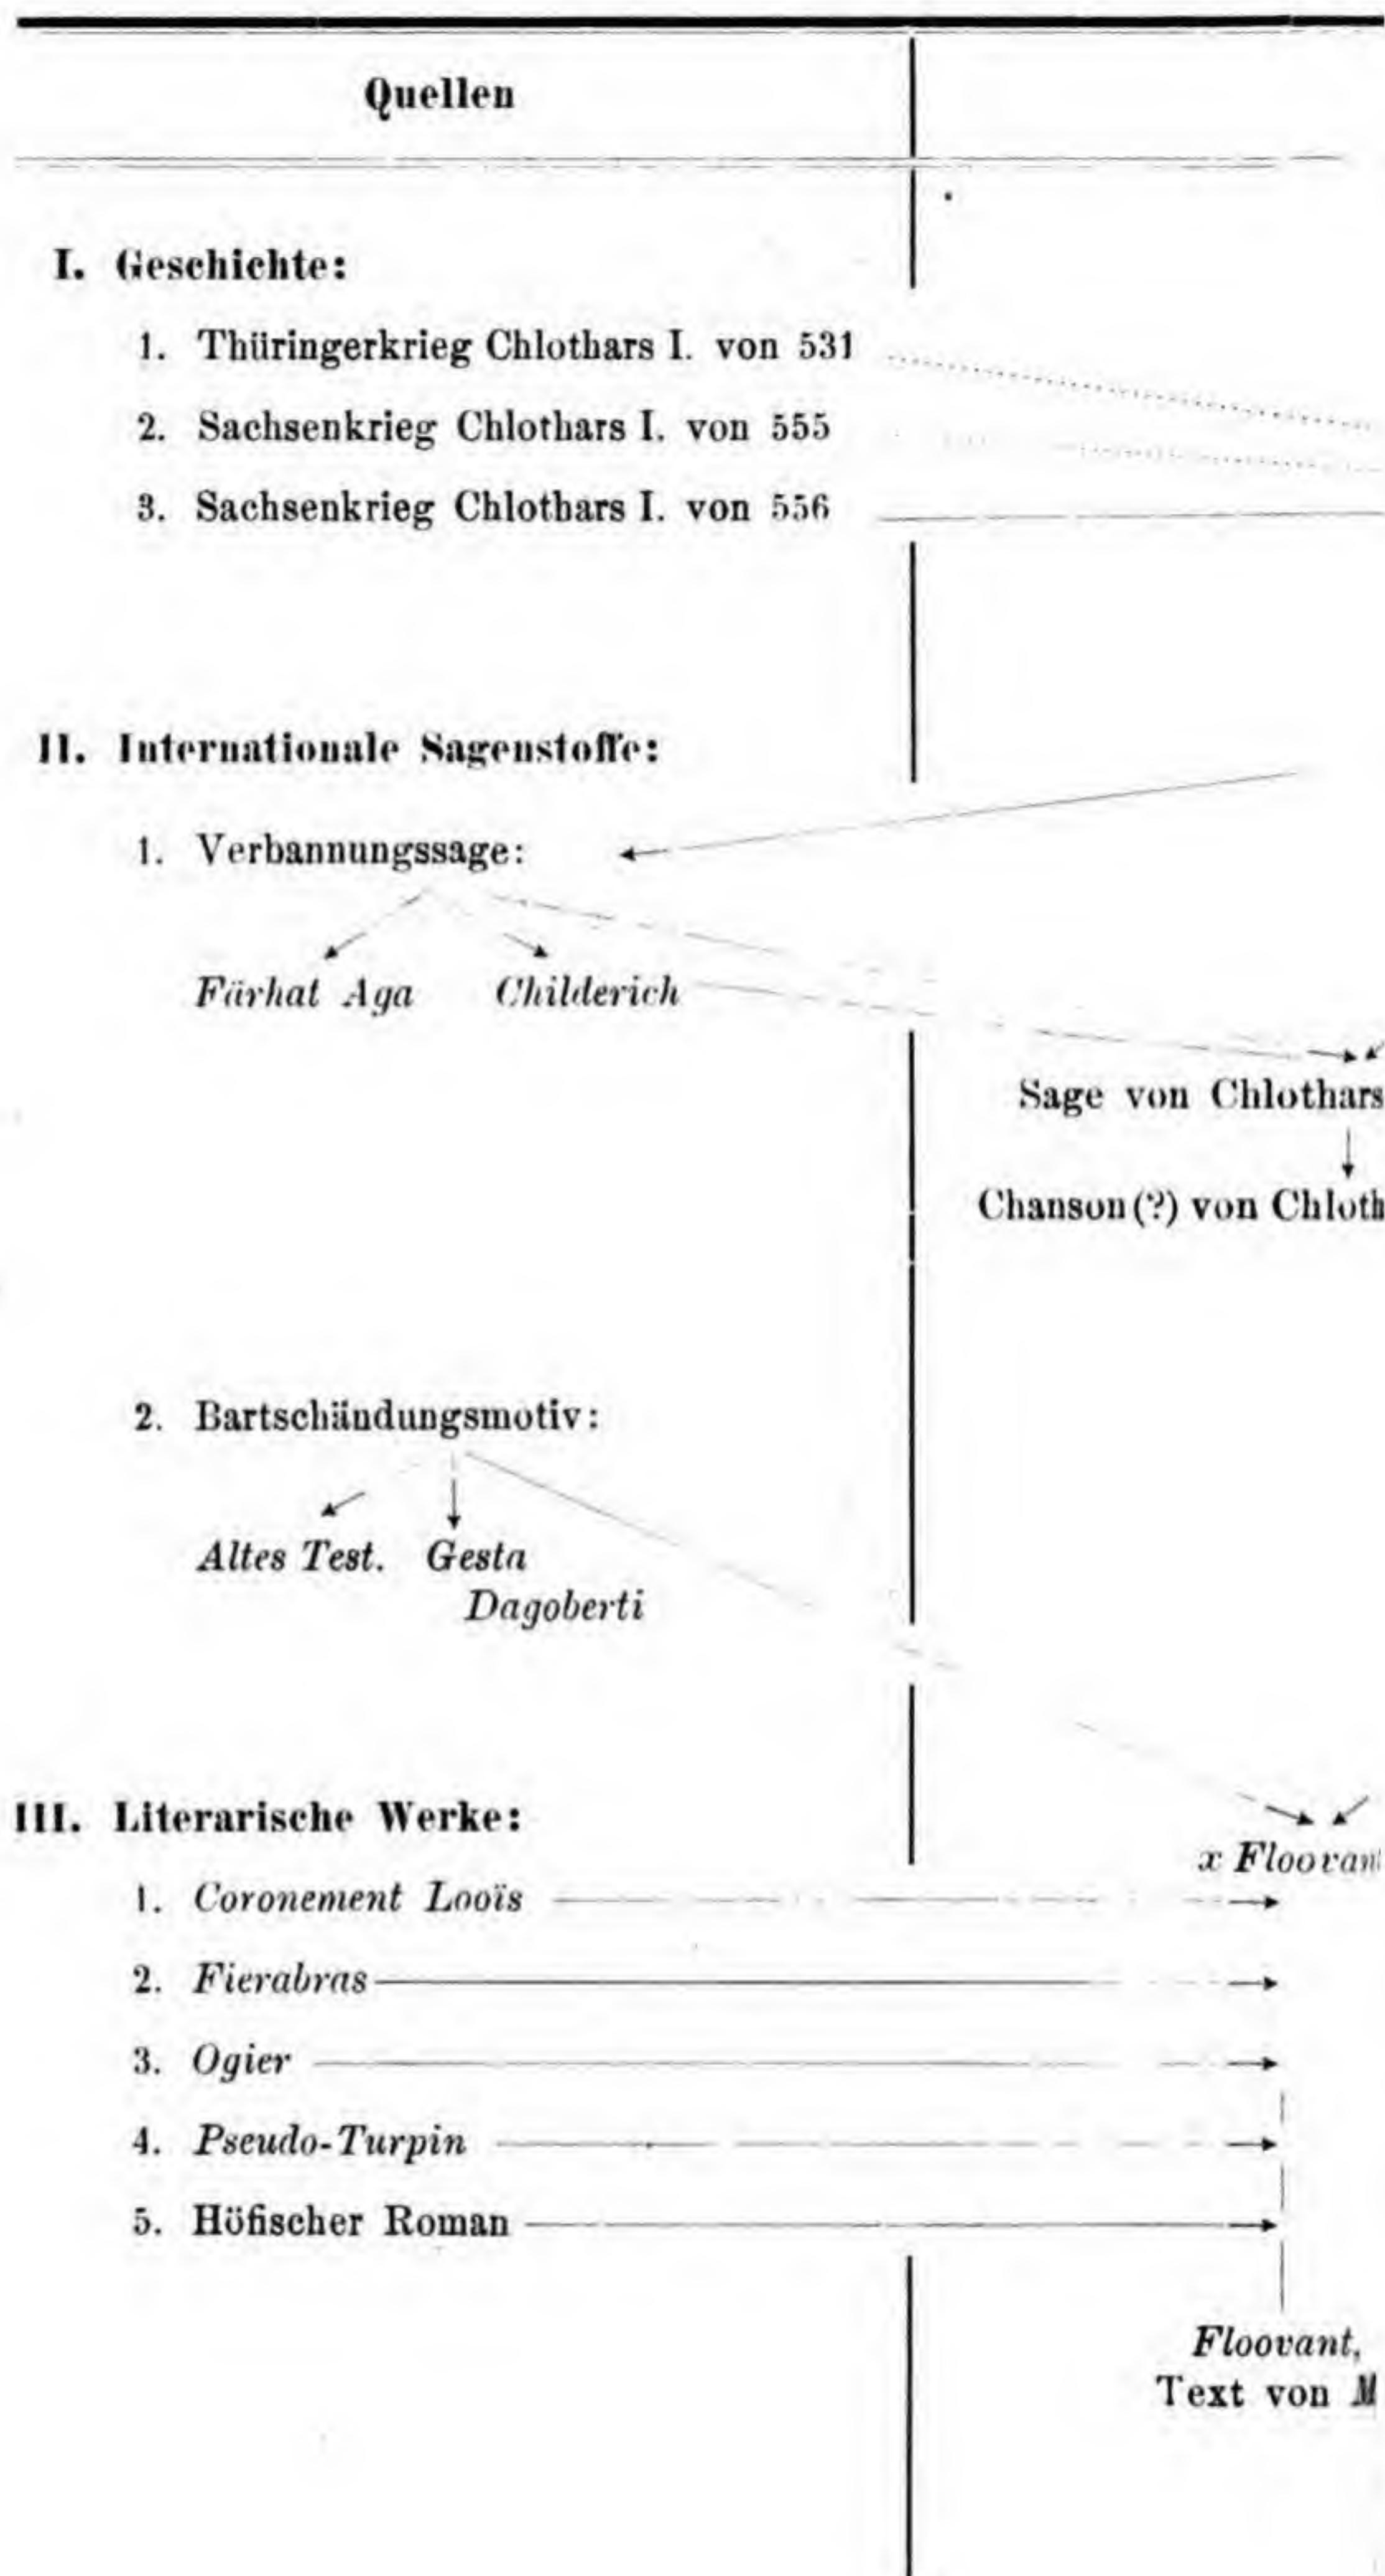 Quellen
I. Geschichte:
1. Thüringerkrieg Chlothars I. von 531
2. Sachsenkrieg Chlothars I. von 555
3. Sachsenkrieg Chlothars I. von 556
II. Internationale Sagenstoffe:
1. Verbannungssage:
Färhat Aga Childerich
Sage von Chlothars
Chanson(?) von Chloth
2. Bartschändungsmotiv:
Altes Test. Gesta
Dagoberti
III. Literarische Werke:
x Floovan
1. Coronement Looïs
2. Fierabras
3. Ogier
4. Pseudo-Turpin
5. Höfischer Roman
Floovant,
Text von M